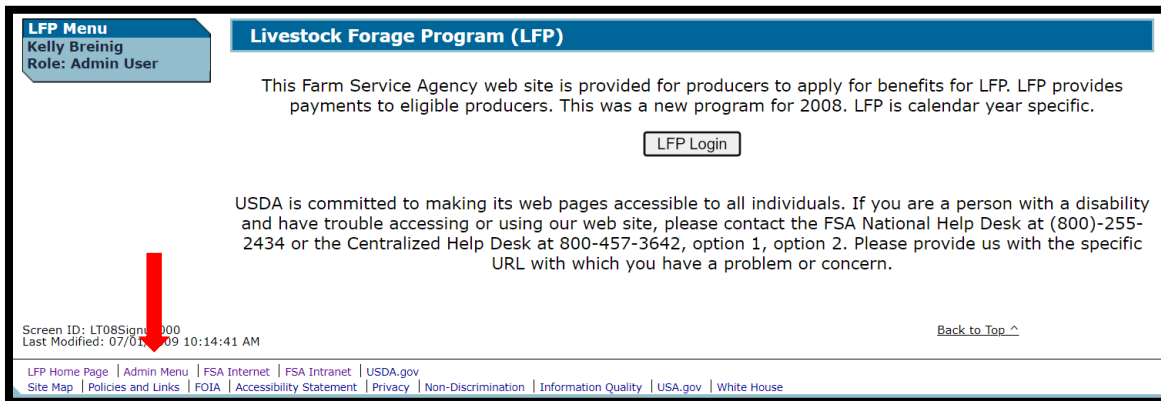 LFP Menu
Kelly Breinig
Role: Admin User
Livestock Forage Program (LFP)
This Farm Service Agency web site is provided for producers to apply for benefits for LFP. LFP provides
payments to eligible producers. This was a new program for 2008. LFP is calendar year specific.
LFP Login
USDA is committed to making its web pages accessible to all individuals. If you are a person with a disability
and have trouble accessing or using our web site, please contact the FSA National Help Desk at (800)-255-
2434 or the Centralized Help Desk at 800-457-3642, option 1, option 2. Please provide us with the specific
URL with which you have a problem or concern.
Screen ID: 
Back to Top ^
Last Modified: 10:14:41 AM
LFP Home Page | Admin Menu | FSA Internet | FSA Intranet | USDA.gov
Site Map | Policies and Links | FOIA | Accessibility Statement | Privacy | Non-Discrimination | Information Quality | USA.gov | White House